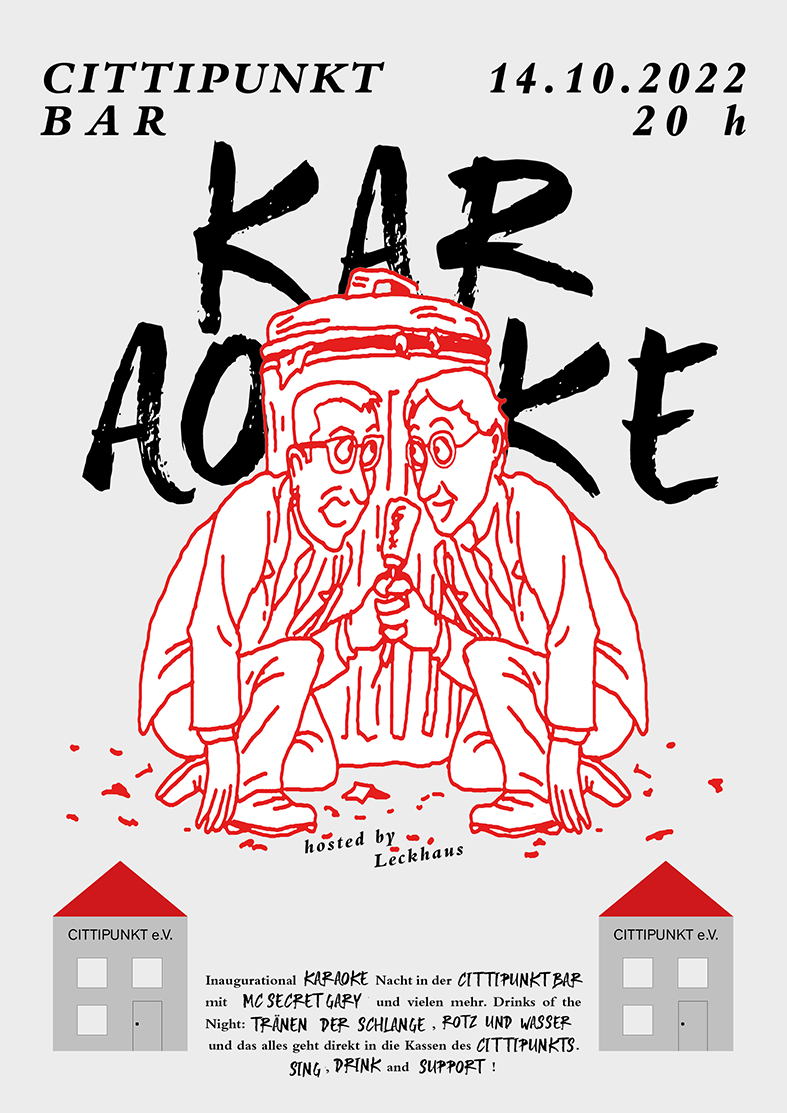 CITTIPUNKT
BAR
14.10.2022
20 h
KAR
AOKE
hosted by
Leckhaus
CITTIPUNKT e.V.
CITTIPUNKT e.V.
Inaugurational KARAOKE Nacht in der CITTIPUNKT BAR
mit MC SECRET GARY und vielen mehr. Drinks of the
Night: TRÄNEN DER SCHLANGE, ROTZ UND WASSER
und das alles geht direkt in die Kassen des CITTIPUNKTS.
SING, DRINK and SUPPORT !